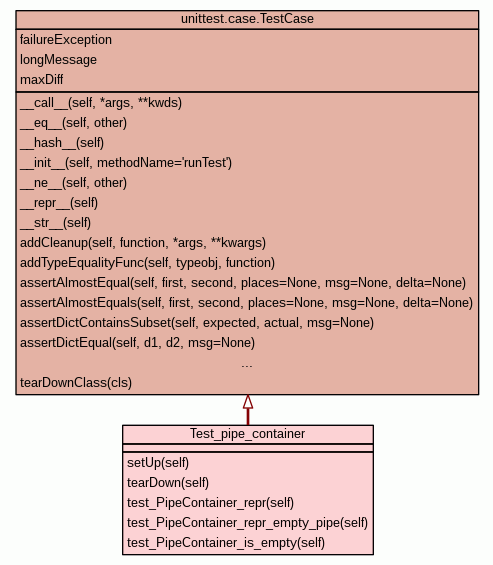 unittest.case.TestCase
failureException
longMessage
maxDiff
__call__(self, *args, **kwds)
__eq__(self, other)
__hash__(self)
__init__(self, methodName='runTest')
__ne__(self, other)
__repr__(self)
__str__(self)
addCleanup(self, function, *args, **kwargs)
addTypeEqualityFunc(self, typeobj, function)
assertAlmostEqual(self, first, second, places=None, msg=None, delta=None)
assertAlmostEquals(self, first, second, places=None, msg=None, delta=None)
assertDictContainsSubset(self, expected, actual, msg=None)
assertDictEqual(self, d1, d2, msg=None)
...
tearDownClass(cls)
Test_pipe_container
setUp(self)
tearDown(self)
test_PipeContainer_repr(self)
test_PipeContainer_repr_empty_pipe(self)
test_PipeContainer_is_empty(self)